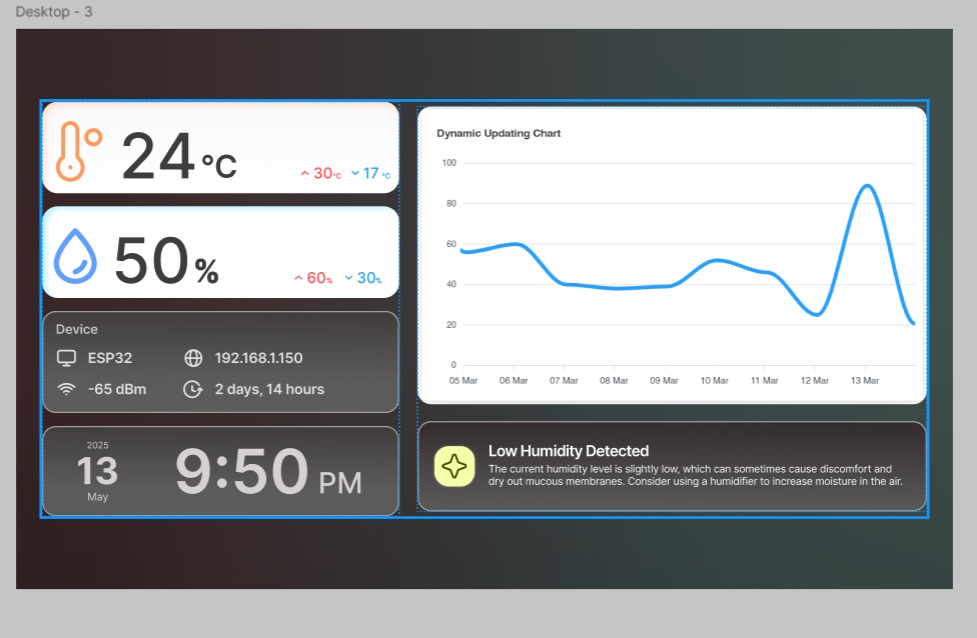 Desktop - 3
24 °C
30°C 17 °C
50%
60% 30%
Device
ESP32
192.168.1.150
-65 dBm
2 days, 14 hours
2025
13
May
9:50 PM
Dynamic Updating Chart
100
80
60
40
20
0
05 Mar 06 Mar 07 Mar 08 Mar 09 Mar 10 Mar 11 Mar 12 Mar 13 Mar
Low Humidity Detected
The current humidity level is slightly low, which can sometimes cause discomfort and
dry out mucous membranes. Consider using a humidifier to increase moisture in the air.